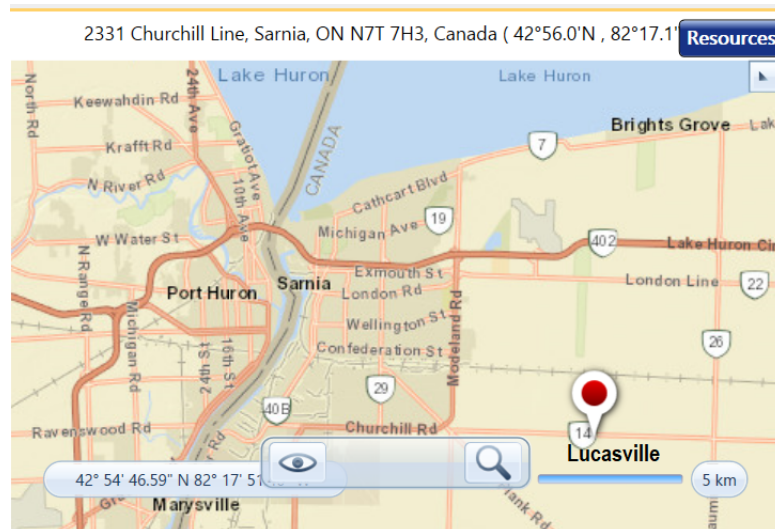 2331 Churchill Line, Sarnia, ON N7T 7H3, Canada ( 42°56.0'N , 82°17.1'
Resources
Lake Huron
Lake Huron
North Rd
24th Ave
Keewahdin Rd
Brights Grove
Krafft Rd
Gratiot Ave
CANADA
7
N River Rd
10th Ave
Cathcart Blvd
19
Michigan Ave
W Water St
402
Lake Huron
N Range Rd
Exmouth St
Sarnia
London Line
22
Port Huron
London Rd
Michigan Rd
Wellington St
Modeland Rd
24th St
16th St
Confederation St
26
29
40B
Ravenswood Rd
Churchill Rd
14
Lucasville
42° 54' 46.59" N 82° 17'
5 km
Marysville